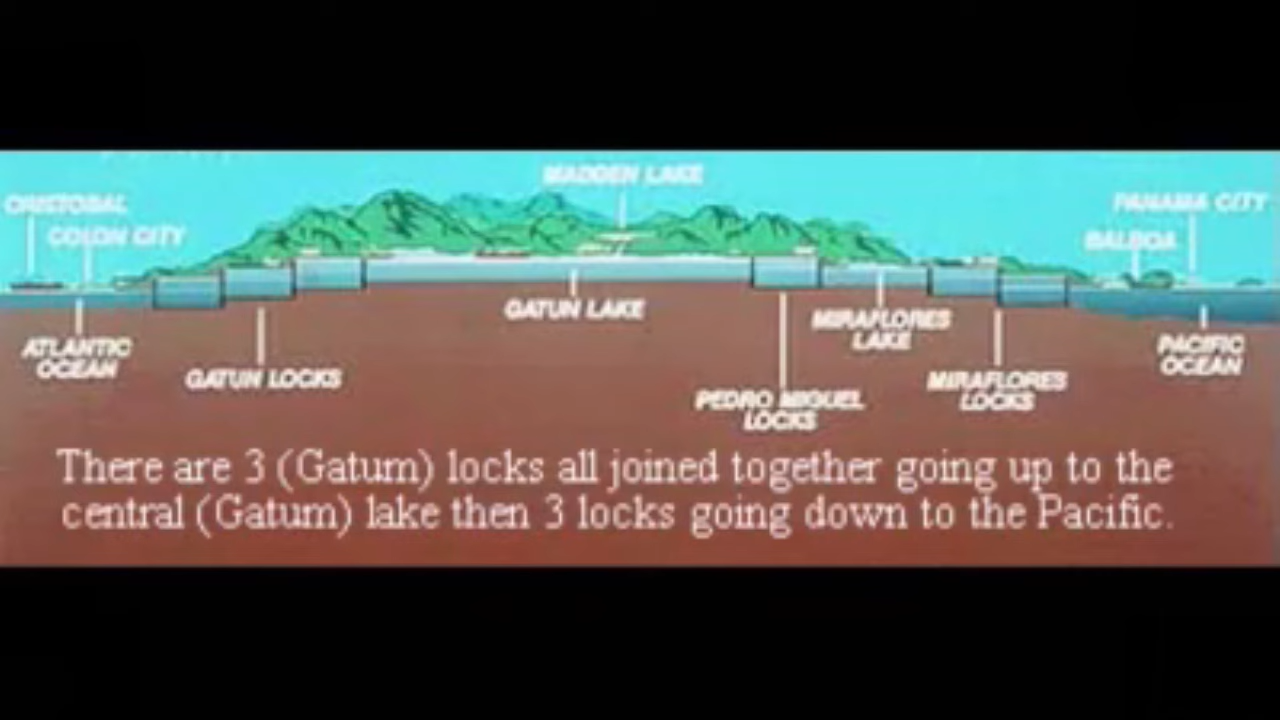 MADDEN LAKE
CRISTOBAL
PANAMA CITY
COLON CITY
BALBOA
GATUN LAKE
MIRAFLORES
LAKE
ATLANTIC
OCEAN
PACIFIC
OCEAN
GATUN LOCKS
MIRAFLORES
LOCKS
PEDRO MIGUEL
LOCKS
There are 3 (Gatum) locks all joined together going up to the
central (Gatum) lake then 3 locks going down to the Pacific.